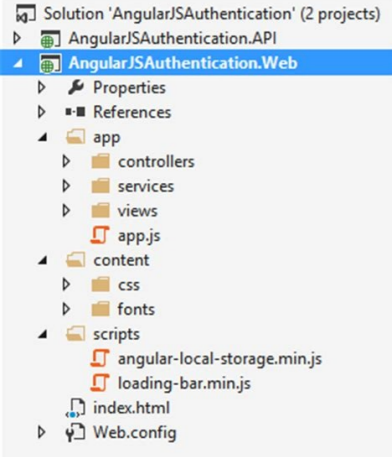 Solution 'AngularJSAuthentication' (2 projects)
AngularJSAuthentication.API
AngularJSAuthentication.Web
Properties
References
app
controllers
services
views
app.js
content
css
fonts
scripts
angular-local-storage.min.js
loading-bar.min.js
index.html
Web.config